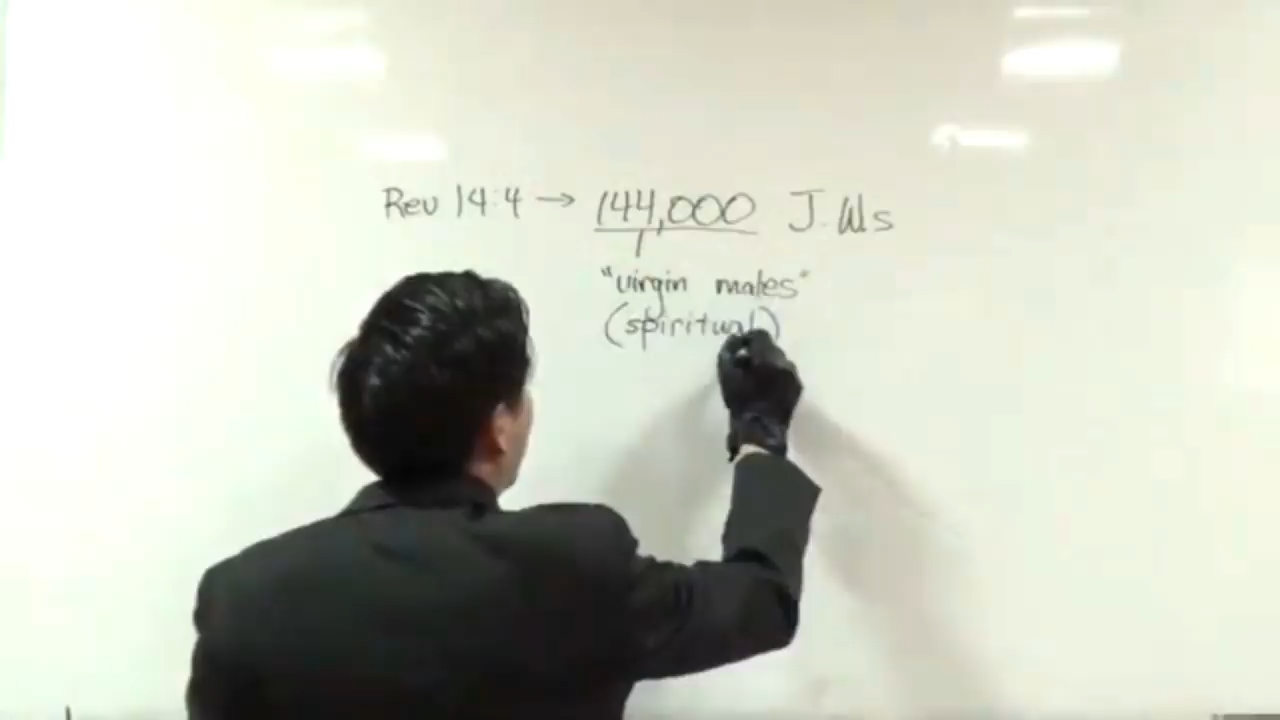 Rev 14:4 → 144,000 J.Ws
"virgin males"
(spiritual)